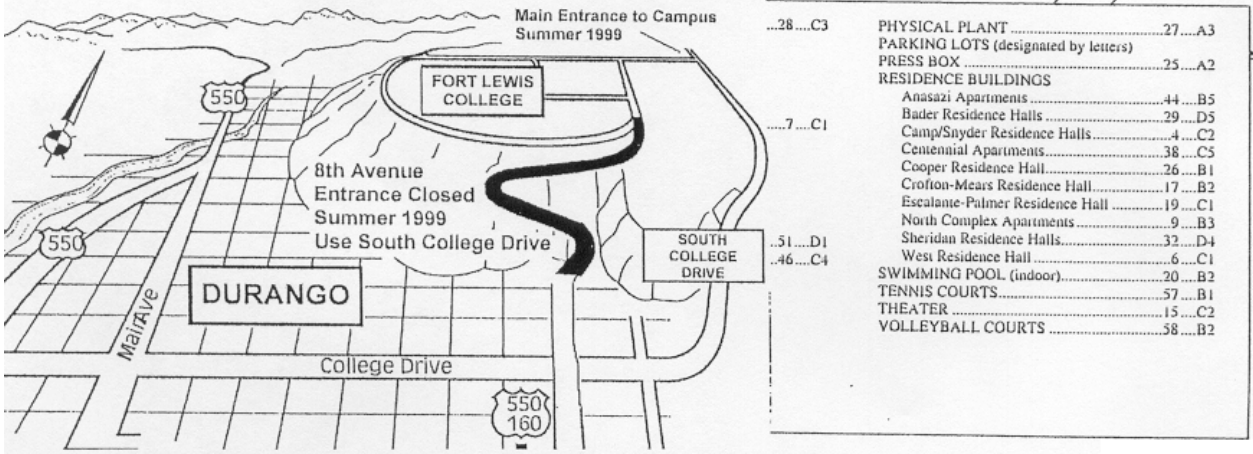 Main Entrance to Campus
Summer 1999
550
FORT LEWIS
COLLEGE
8th Avenue
Entrance Closed
Summer 1999
Use South College Drive
550
SOUTH
COLLEGE
DRIVE
DURANGO
Main Ave
College Drive
550
160
...28....C3
....7....C1
..51....D1
..46....C4
PHYSICAL PLANT ........ 27....A3
PARKING LOTS (designated by letters)
PRESS BOX ........ 25....A2
RESIDENCE BUILDINGS
Anasazi Apartments ........ 44....B5
Bader Residence Halls ........ 29....D5
Camp/Snyder Residence Halls ........ 4....C2
Centennial Apartments ........ 38....C5
Cooper Residence Hall ........ 26....B1
Crofton-Mears Residence Hall ........ 17....B2
Escalante-Palmer Residence Hall ........ 19....C1
North Complex Apartments ........ 9....B3
Sheridan Residence Halls ........ 32....D4
West Residence Hall ........ 6....C1
SWIMMING POOL (indoor) ........ 20....B2
TENNIS COURTS ........ 57....B1
THEATER ........ 15....C2
VOLLEYBALL COURTS ........ 58....B2